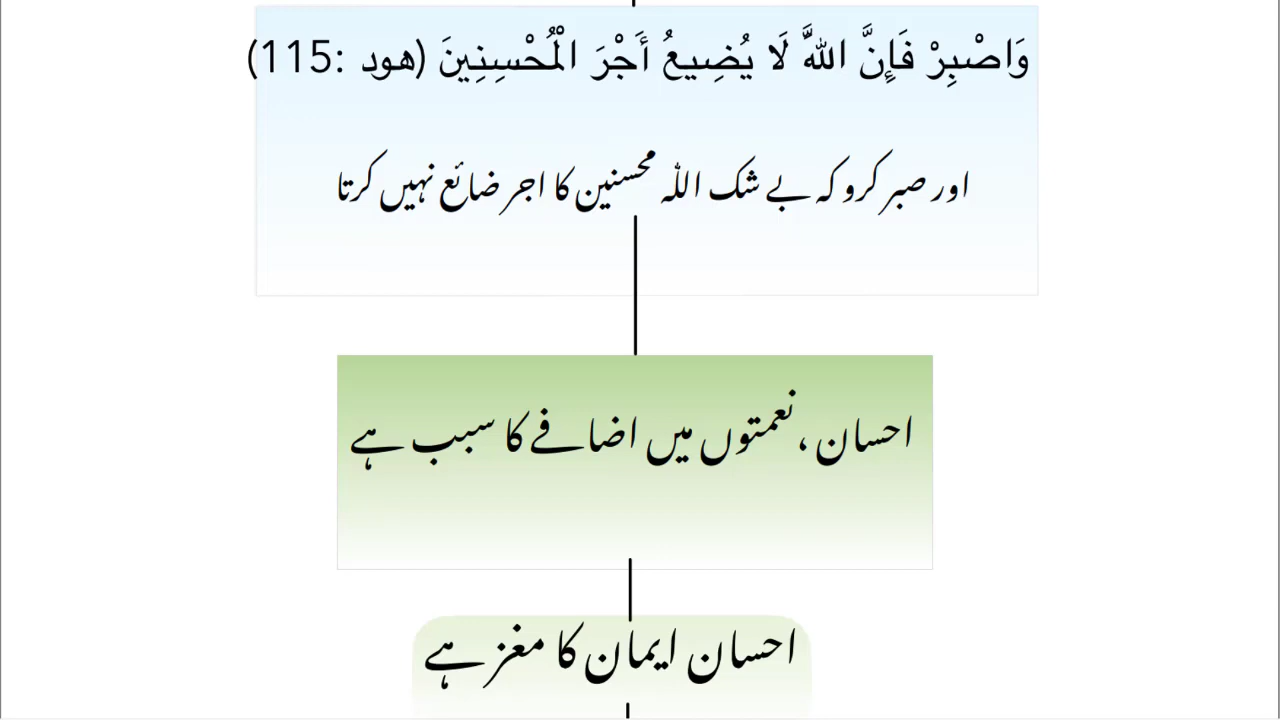 وَاصْبِرْ فَإِنَّ اللَّهَ لَا يُضِيعُ أَجْرَ الْمُحْسِنِينَ (هود :115)
اور صبر کرو کہ بے شک اللہ محسنین کا اجر ضائع نہیں کرتا
احسان ، نعمتوں میں اضافے کا سبب ہے
احسان ایمان کا مغز ہے